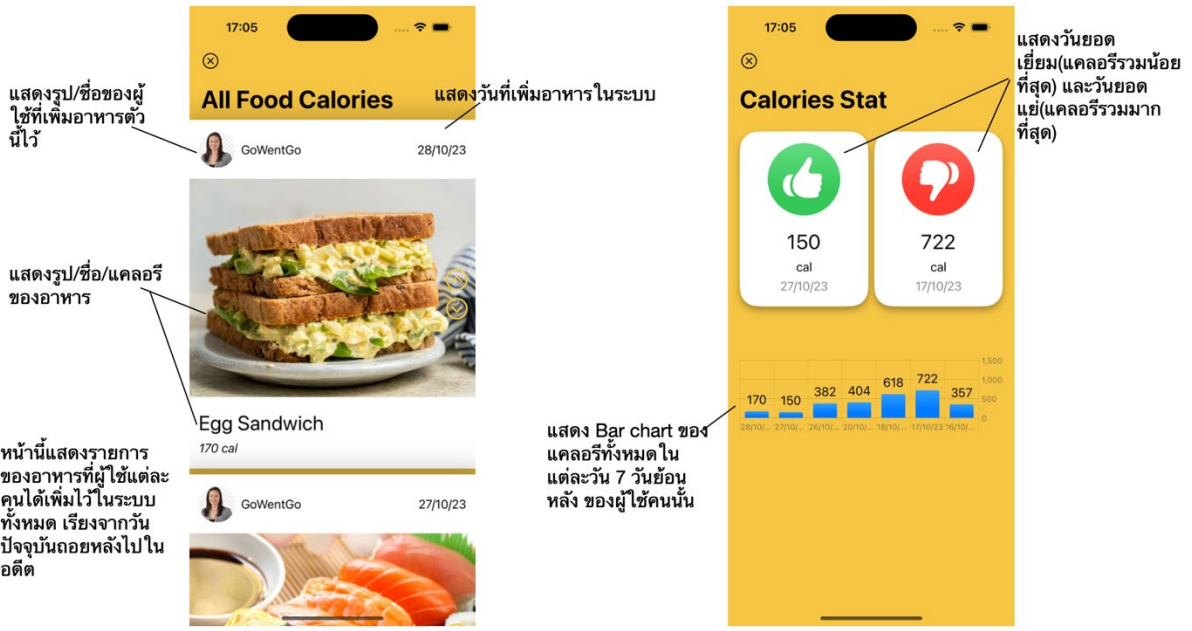 17:05
All Food Calories
GoWentGo
28/10/23
Egg Sandwich
170 cal
GoWentGo
27/10/23
แสดงรูป/ชื่อของผู้
ใช้ที่เพิ่มอาหารตัว
นี้ไว้
แสดงวันที่เพิ่มอาหารในระบบ
แสดงรูป/ชื่อ/แคลอรี
ของอาหาร
หน้านี้แสดงรายการ
ของอาหารที่ผู้ใช้แต่ละ
คนได้เพิ่มไว้ในระบบ
ทั้งหมด เรียงจากวัน
ปัจจุบันถอยหลังไปใน
อดีต
17:05
Calories Stat
150
cal
27/10/23
722
cal
17/10/23
1,500
1,000
500
0
170 150 382 404 618 722 357
28/10/... 27/10/... 26/10/... 20/10/... 18/10/... 17/10/23 16/10/...
แสดงวันยอด
เยี่ยม(แคลอรีรวมน้อย
ที่สุด) และวันยอด
แย่(แคลอรีรวมมาก
ที่สุด)
แสดง Bar chart ของ
แคลอรีทั้งหมดใน
แต่ละวัน 7 วันย้อน
หลัง ของผู้ใช้คนนั้น